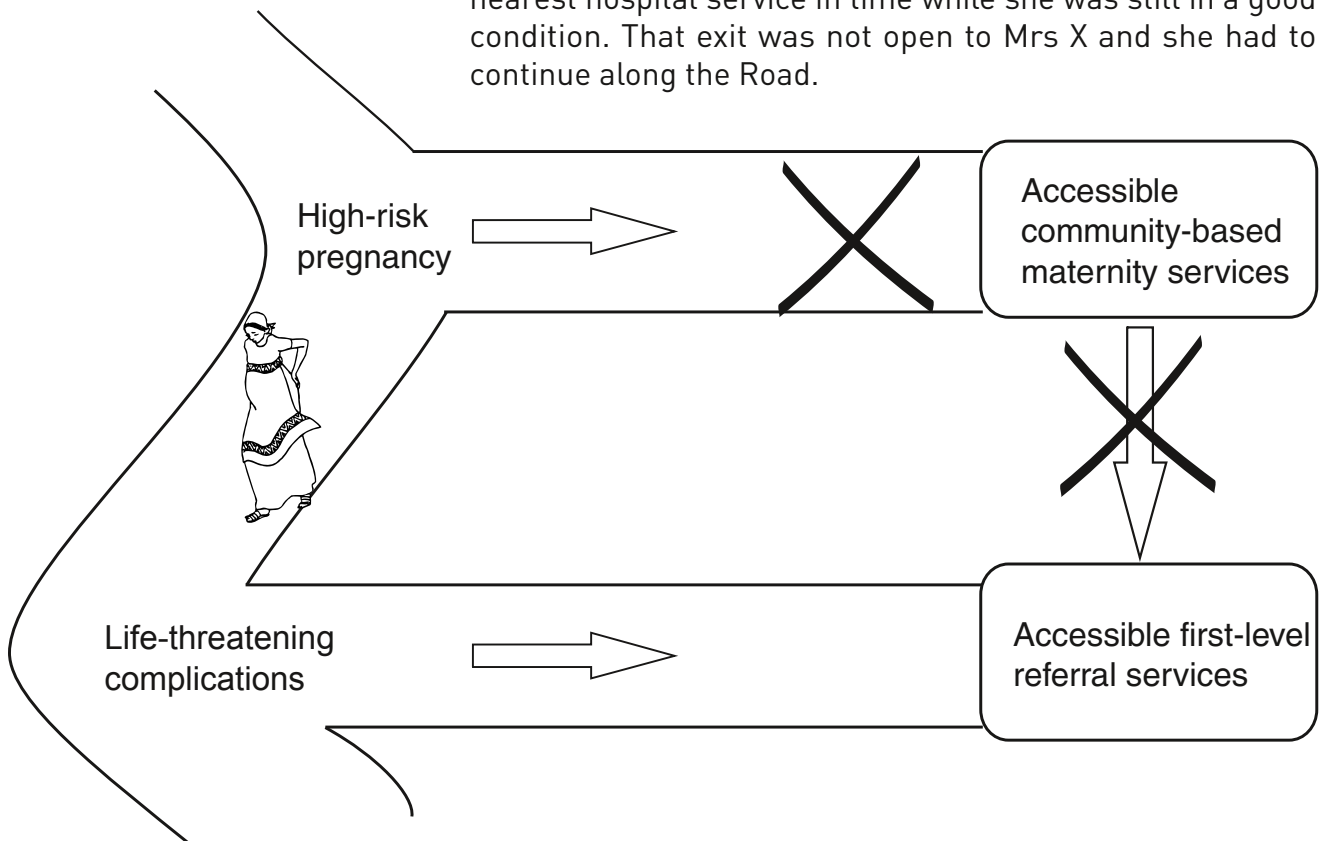 nearest hospital service in time while she was still in a good
condition. That exit was not open to Mrs X and she had to
continue along the Road.
High-risk
pregnancy
Accessible
community-based
maternity services
Life-threatening
complications
Accessible first-level
referral services